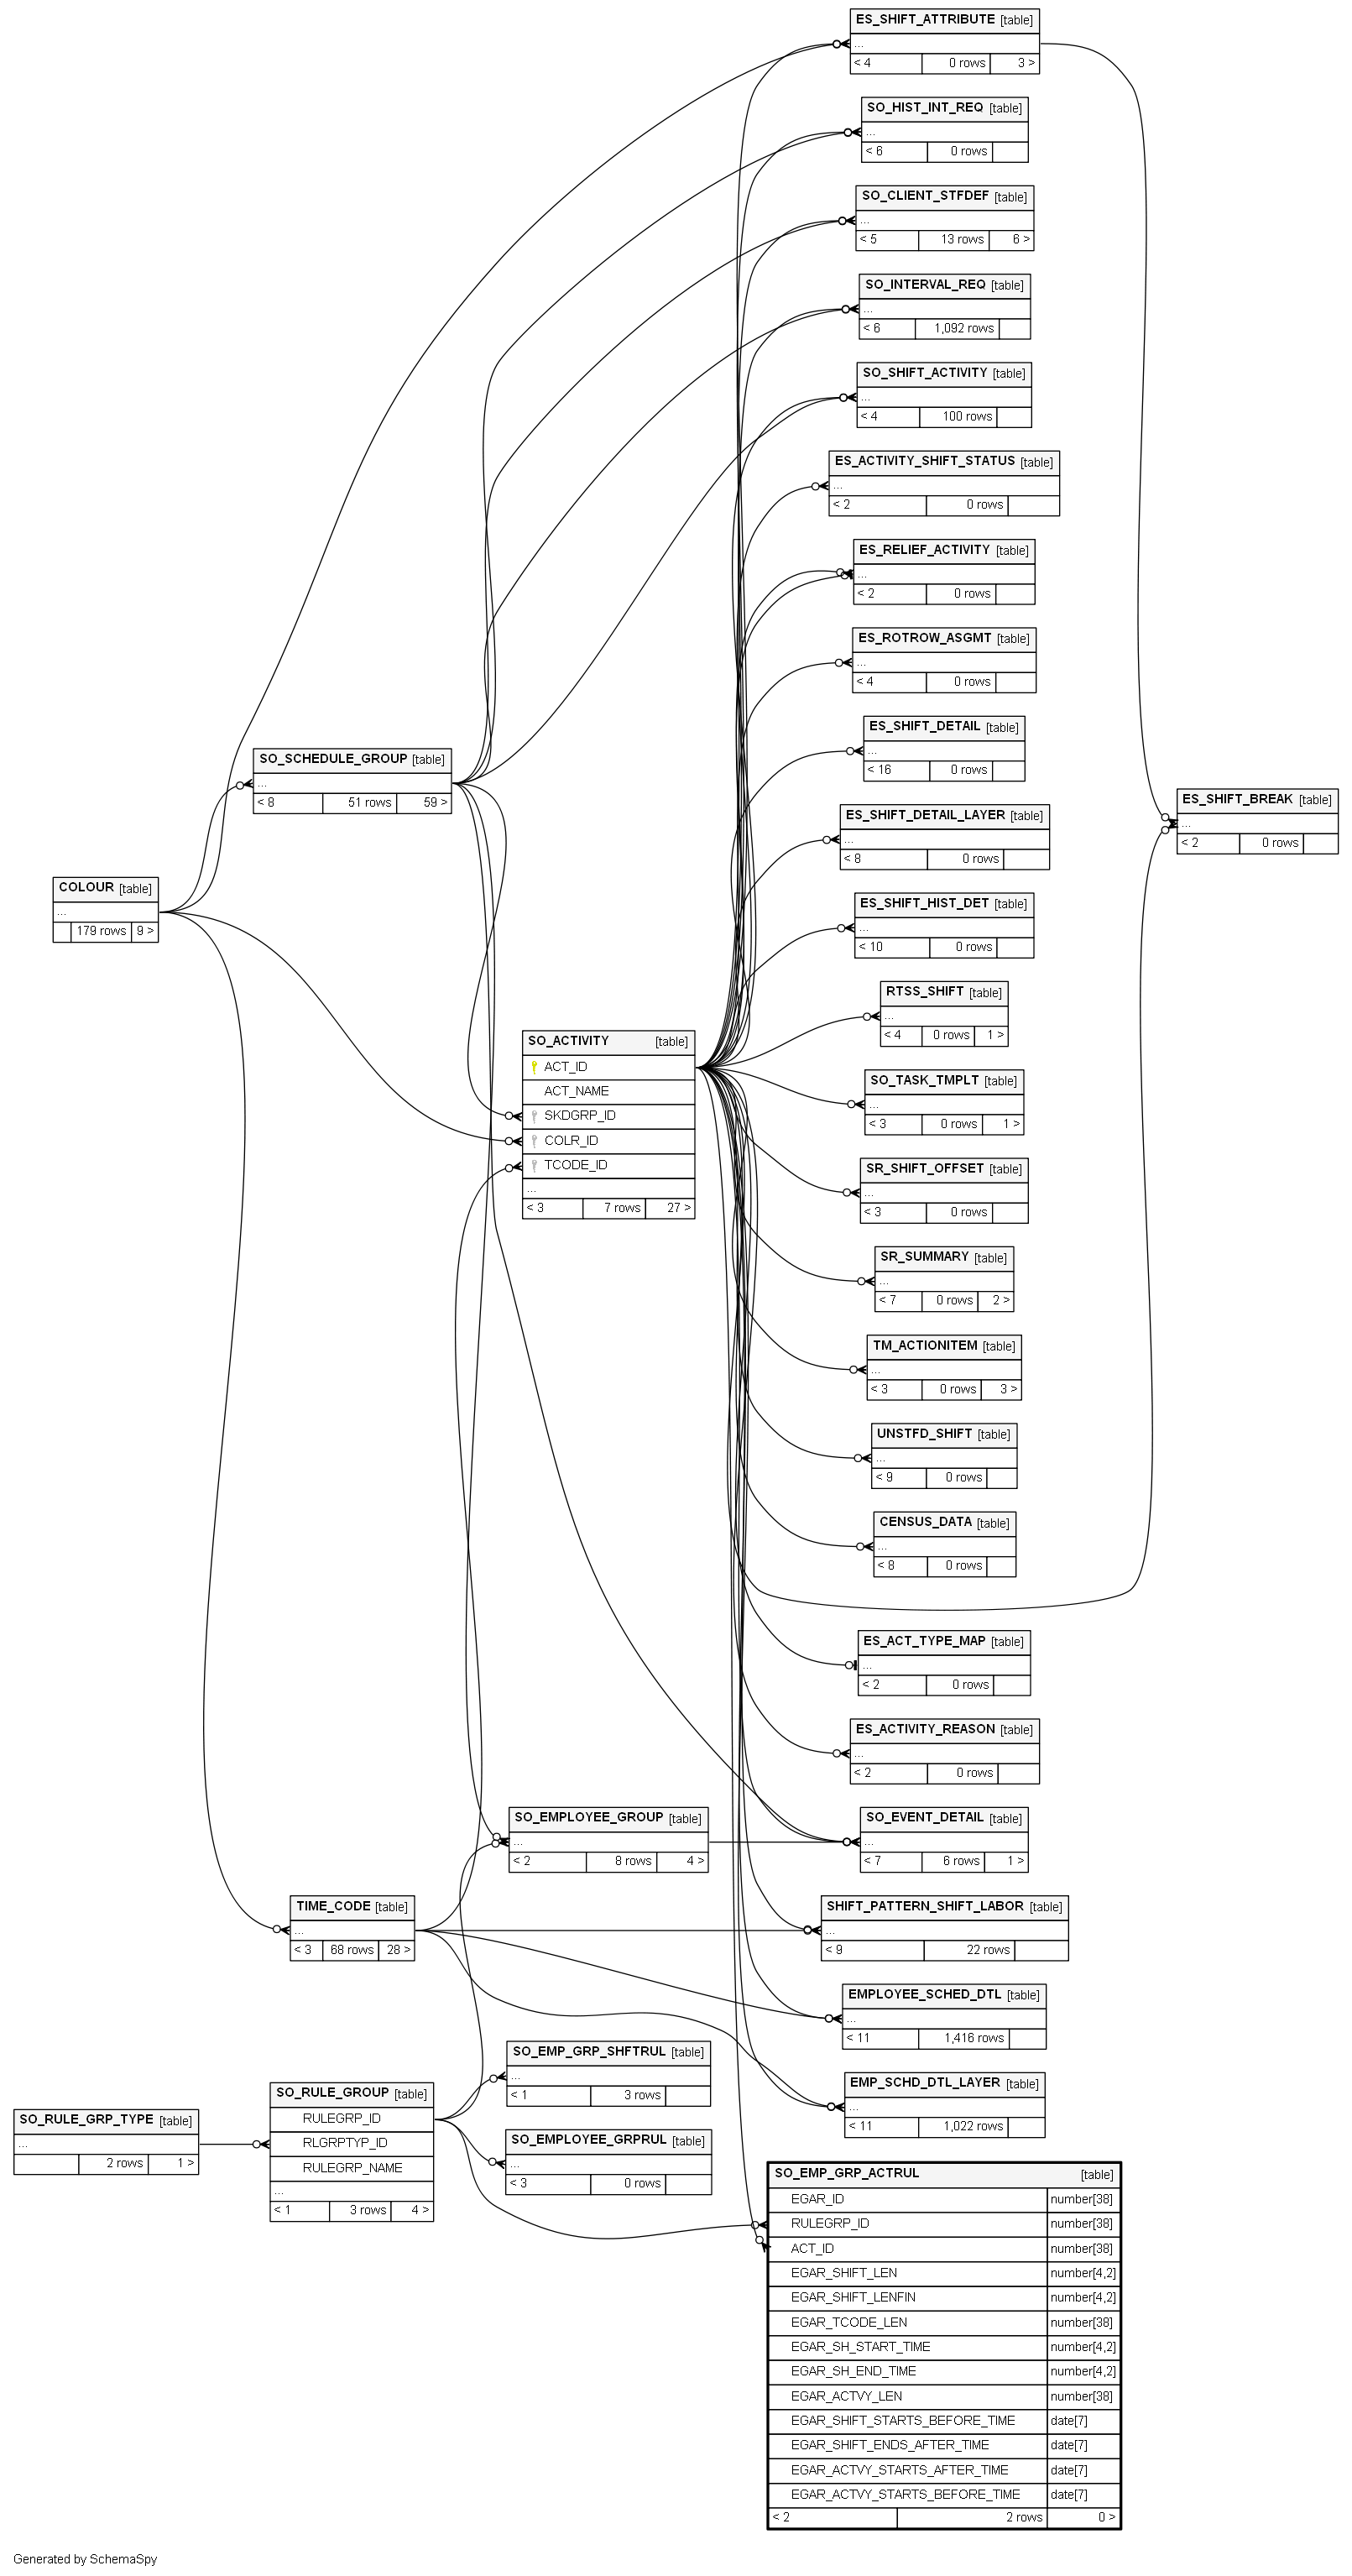 ES_SHIFT_ATTRIBUTE [table]
...
< 4 0 rows 3 >
SO_HIST_INT_REQ [table]
...
< 6 0 rows
SO_CLIENT_STFDEF [table]
...
< 5 13 rows 6 >
SO_INTERVAL_REQ [table]
...
< 6 1,092 rows
SO_SHIFT_ACTIVITY [table]
...
< 4 100 rows
ES_ACTIVITY_SHIFT_STATUS [table]
...
< 2 0 rows
ES_RELIEF_ACTIVITY [table]
...
< 2 0 rows
ES_ROTROW_ASGMT [table]
...
< 4 0 rows
ES_SHIFT_DETAIL [table]
...
< 16 0 rows
SO_SCHEDULE_GROUP [table]
...
< 8 51 rows 59 >
ES_SHIFT_BREAK [table]
...
< 2 0 rows
ES_SHIFT_DETAIL_LAYER [table]
...
< 8 0 rows
COLOUR [table]
...
179 rows 9 >
ES_SHIFT_HIST_DET [table]
...
< 10 0 rows
RTSS_SHIFT [table]
...
< 4 0 rows 1 >
SO_ACTIVITY [table]
ACT_ID
ACT_NAME
SKDGRP_ID
COLR_ID
TCODE_ID
...
< 3 7 rows 27 >
SO_TASK_TMPLT [table]
...
< 3 0 rows 1 >
SR_SHIFT_OFFSET [table]
...
< 3 0 rows
SR_SUMMARY [table]
...
< 7 0 rows 2 >
TM_ACTIONITEM [table]
...
< 3 0 rows 3 >
UNSTFD_SHIFT [table]
...
< 9 0 rows
CENSUS_DATA [table]
...
< 8 0 rows
ES_ACT_TYPE_MAP [table]
...
< 2 0 rows
ES_ACTIVITY_REASON [table]
...
< 2 0 rows
SO_EMPLOYEE_GROUP [table]
...
< 2 8 rows 4 >
SO_EVENT_DETAIL [table]
...
< 7 6 rows 1 >
TIME_CODE [table]
...
< 3 68 rows 28 >
SHIFT_PATTERN_SHIFT_LABOR [table]
...
< 9 22 rows
EMPLOYEE_SCHED_DTL [table]
...
< 11 1,416 rows
SO_EMP_GRP_SHFTRUL [table]
...
< 1 3 rows
EMP_SCHD_DTL_LAYER [table]
...
< 11 1,022 rows
SO_RULE_GROUP [table]
RULEGRP_ID
RLGRPTYP_ID
RULEGRP_NAME
...
< 1 3 rows 4 >
SO_RULE_GRP_TYPE [table]
...
2 rows 1 >
SO_EMPLOYEE_GRPRUL [table]
...
< 3 0 rows
SO_EMP_GRP_ACTRUL [table]
EGAR_ID number[38]
RULEGRP_ID number[38]
ACT_ID number[38]
EGAR_SHIFT_LEN number[4,2]
EGAR_SHIFT_LENFIN number[4,2]
EGAR_TCODE_LEN number[38]
EGAR_SH_START_TIME number[4,2]
EGAR_SH_END_TIME number[4,2]
EGAR_ACTVY_LEN number[38]
EGAR_SHIFT_STARTS_BEFORE_TIME date[7]
EGAR_SHIFT_ENDS_AFTER_TIME date[7]
EGAR_ACTVY_STARTS_AFTER_TIME date[7]
EGAR_ACTVY_STARTS_BEFORE_TIME date[7]
< 2 2 rows 0 >
Generated by SchemaSpy